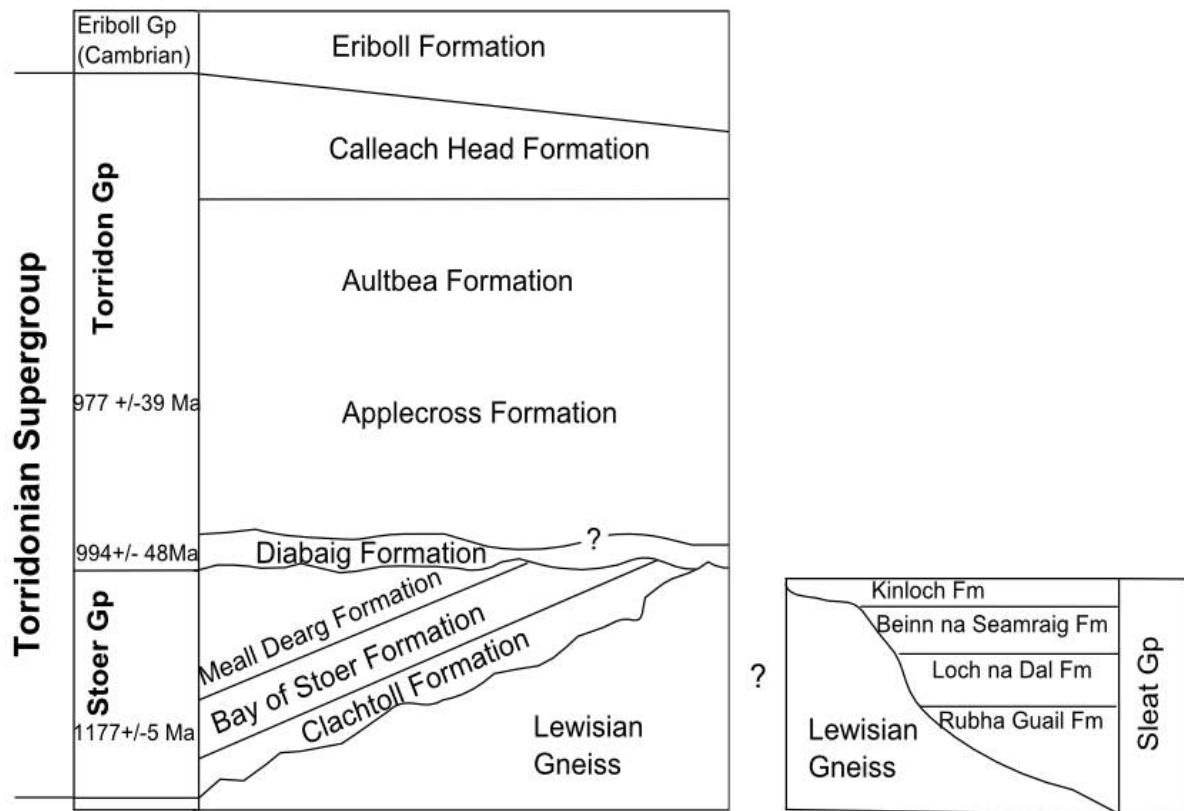 Eriboll Gp
(Cambrian)
Eriboll Formation
Calleach Head Formation
Torridon Gp
Torridonian Supergroup
Aultbea Formation
977 +/-39 Ma
Applecross Formation
?
994+/- 48Ma
Diabaig Formation
Stoer Gp
Meall Dearg Formation
Bay of Stoer Formation
Clachtoll Formation
1177+/-5 Ma
Lewisian
Gneiss
?
Kinloch Fm
Beinn na Seamraig Fm
Loch na Dal Fm
Rubha Guail Fm
Lewisian
Gneiss
Sleat Gp